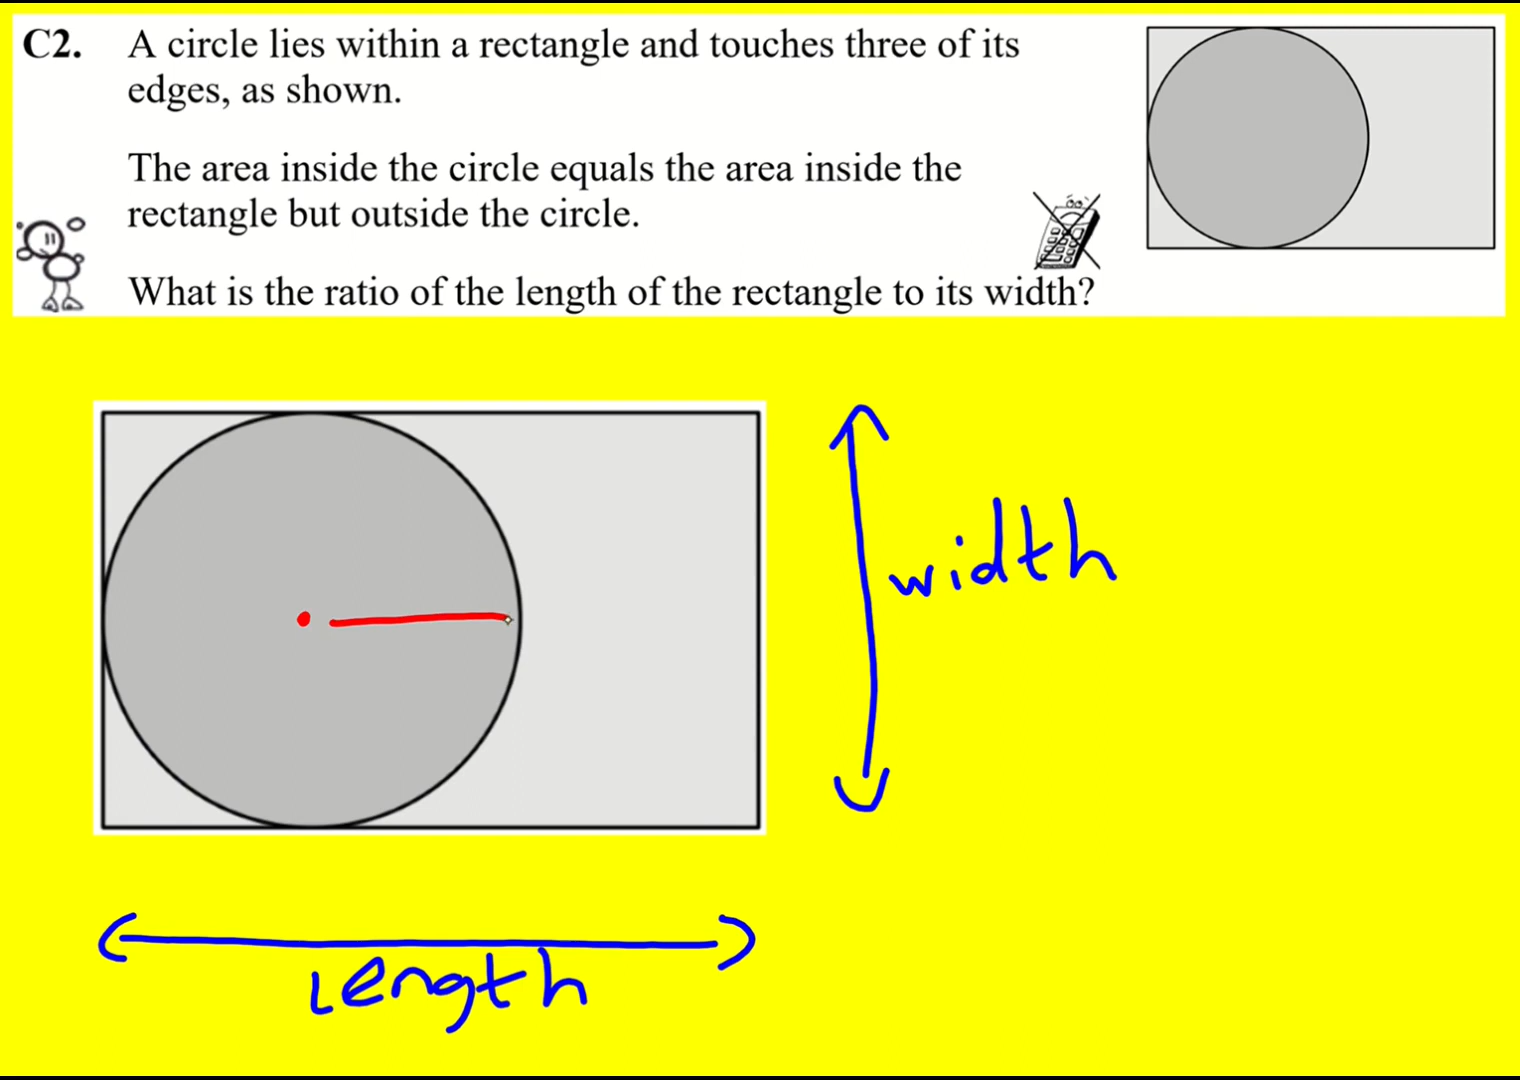 C2. A circle lies within a rectangle and touches three of its
edges, as shown.
The area inside the circle equals the area inside the
rectangle but outside the circle.
What is the ratio of the length of the rectangle to its width?
width
Length